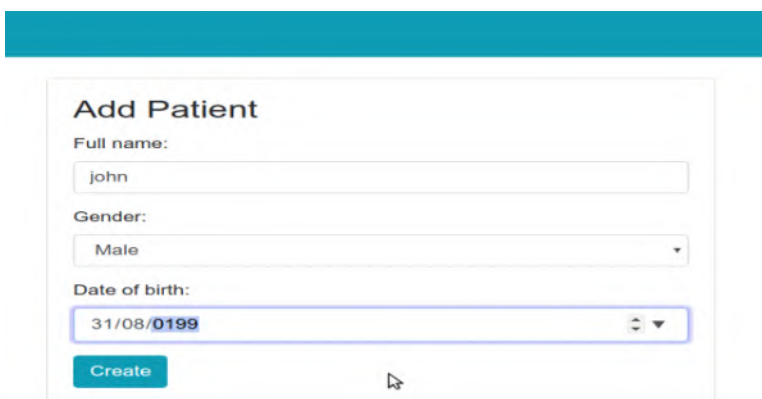 Add Patient
Full name:
john
Gender:
Male
Date of birth:
31/08/0199
Create